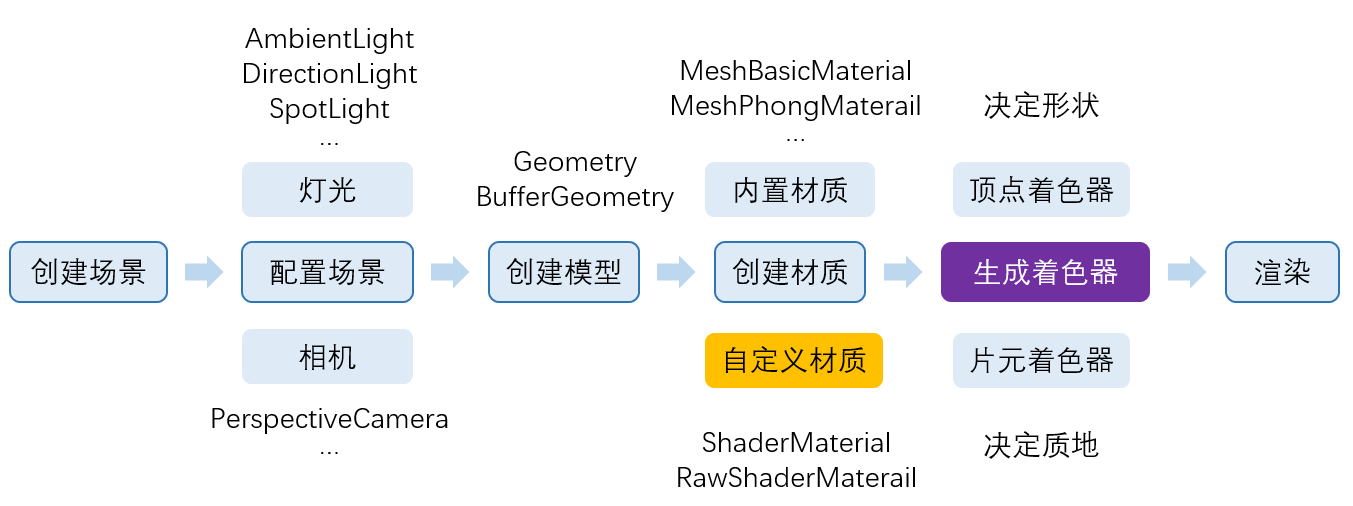 AmbientLight
DirectionLight
SpotLight
...
灯光
创建场景
配置场景
相机
PerspectiveCamera
...
Geometry
BufferGeometry
创建模型
MeshBasicMaterial
MeshPhongMaterail
...
内置材质
创建材质
自定义材质
ShaderMaterial
RawShaderMaterail
决定形状
顶点着色器
生成着色器
片元着色器
决定质地
渲染